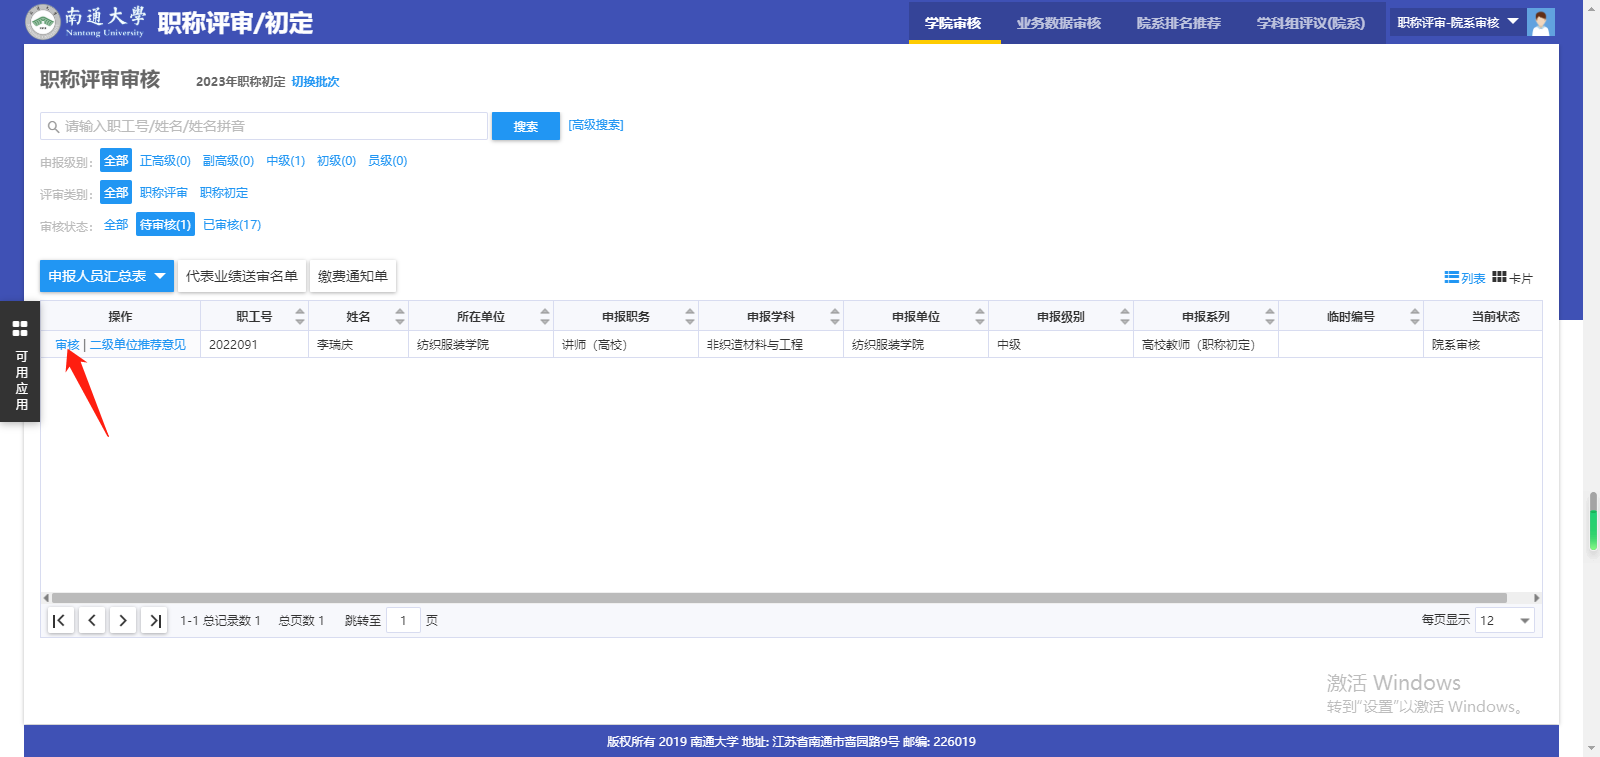 南通大学
Nantong University
职称评审/初定
学院审核 业务数据审核 院系排名推荐 学科组评议(院系) 职称评审-院系审核
职称评审审核 2023年职称初定 切换批次
请输入职工号/姓名/姓名拼音 搜索 [高级搜索]
申报级别: 全部 正高级(0) 副高级(0) 中级(1) 初级(0) 员级(0)
评审类别: 全部 职称评审 职称初定
审核状态: 全部 待审核(1) 已审核(17)
申报人员汇总表 代表业绩送审名单 缴费通知单 列表 卡片
操作 职工号 姓名 所在单位 申报职务 申报学科 申报单位 申报级别 申报系列 临时编号 当前状态
审核 | 二级单位推荐意见 2022091 李瑞庆 纺织服装学院 讲师（高校） 非织造材料与工程 纺织服装学院 中级 高校教师（职称初定） 院系审核
可用应用
1-1 总记录数 1 总页数 1 跳转至 1 页 每页显示 12
激活 Windows
转到"设置"以激活 Windows。
版权所有 2019 南通大学 地址: 江苏省南通市啬园路9号 邮编: 226019